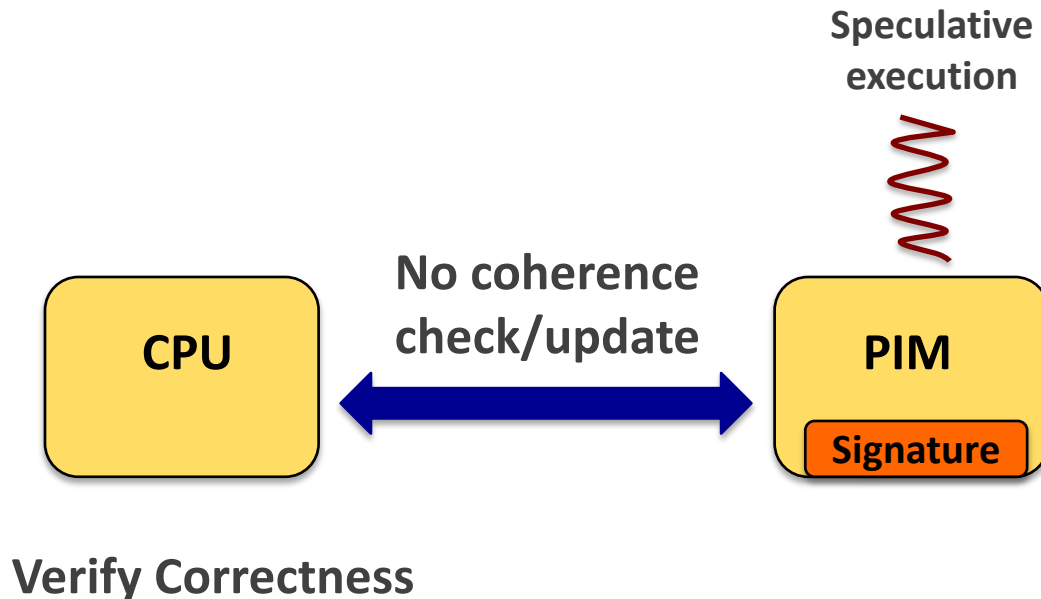 Speculative
execution
No coherence
check/update
CPU
PIM
Signature
Verify Correctness